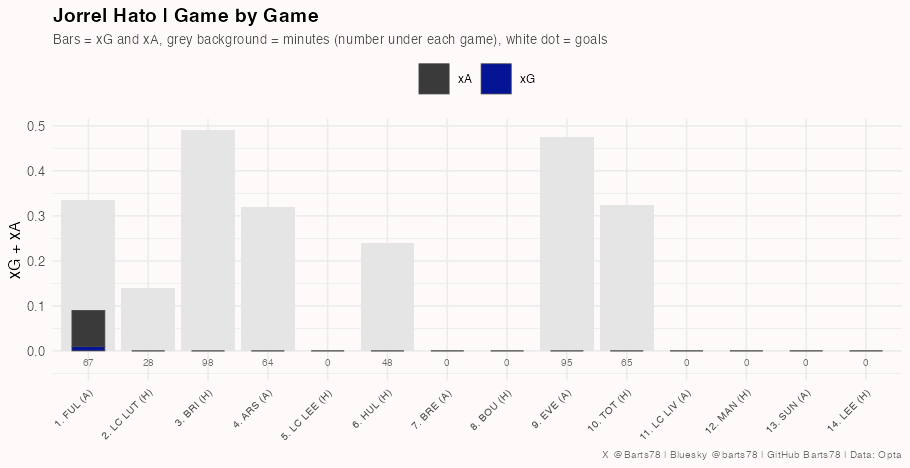 Jorrel Hato | Game by Game
Bars = xG and xA, grey background = minutes (number under each game), white dot = goals
xA xG
xG + xA
0.5
0.4
0.3
0.2
0.1
0.0
67 28 98 64 0 48 0 0 95 65 0 0 0 0
1. FUL (A)
2. LC LUT (H)
3. BRI (H)
4. ARS (A)
5. LC LEE (H)
6. HUL (H)
7. BRE (A)
8. BOU (H)
9. EVE (A)
10. TOT (H)
11. LC LIV (A)
12. MAN (H)
13. SUN (A)
14. LEE (H)
X @Barts78 | Bluesky @barts78 | GitHub Barts78 | Data: Opta